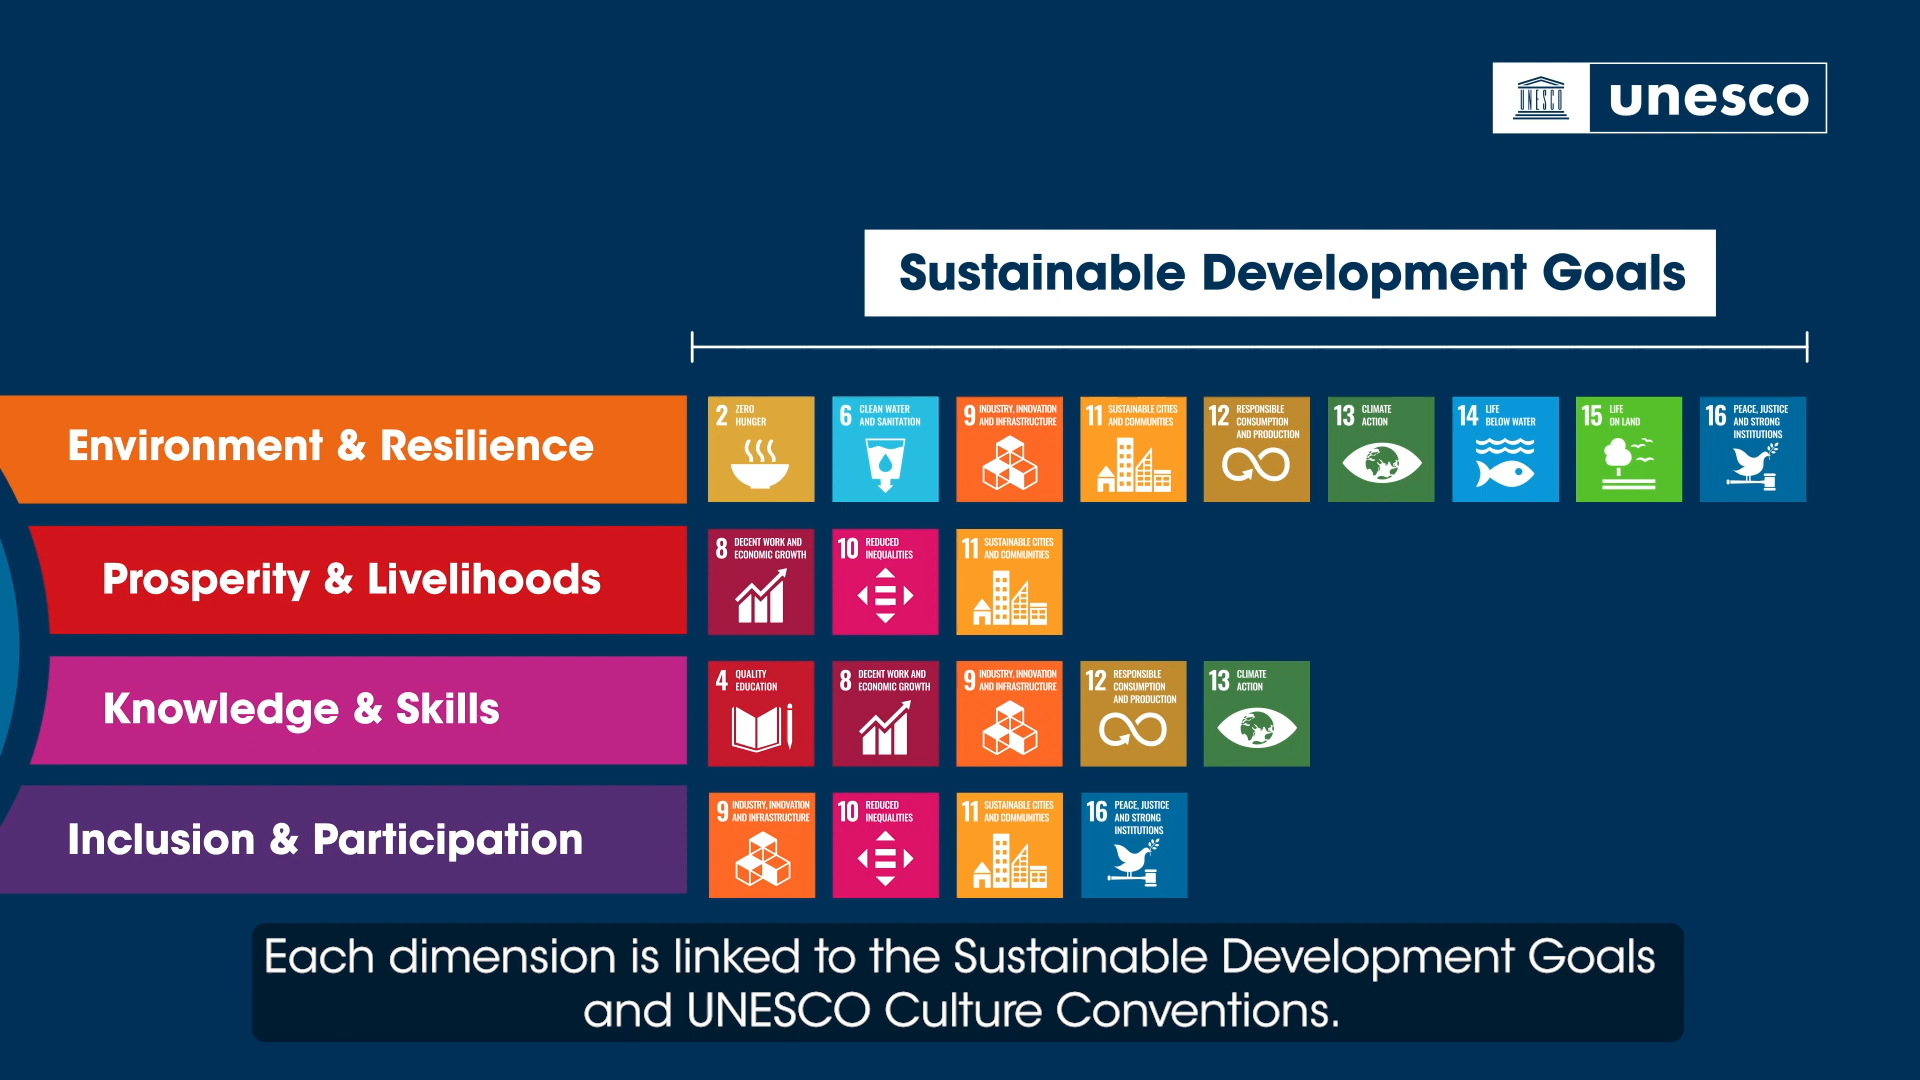 UNESCO
unesco
Sustainable Development Goals
Environment & Resilience
2 ZERO
HUNGER
6 CLEAN WATER
AND SANITATION
9 INDUSTRY, INNOVATION
AND INFRASTRUCTURE
11 SUSTAINABLE CITIES
AND COMMUNITIES
12 RESPONSIBLE
CONSUMPTION
AND PRODUCTION
13 CLIMATE
ACTION
14 LIFE
BELOW WATER
15 LIFE
ON LAND
16 PEACE, JUSTICE
AND STRONG
INSTITUTIONS
Prosperity & Livelihoods
8 DECENT WORK AND
ECONOMIC GROWTH
10 REDUCED
INEQUALITIES
11 SUSTAINABLE CITIES
AND COMMUNITIES
Knowledge & Skills
4 QUALITY
EDUCATION
8 DECENT WORK AND
ECONOMIC GROWTH
9 INDUSTRY, INNOVATION
AND INFRASTRUCTURE
12 RESPONSIBLE
CONSUMPTION
AND PRODUCTION
13 CLIMATE
ACTION
Inclusion & Participation
9 INDUSTRY, INNOVATION
AND INFRASTRUCTURE
10 REDUCED
INEQUALITIES
11 SUSTAINABLE CITIES
AND COMMUNITIES
16 PEACE, JUSTICE
AND STRONG
INSTITUTIONS
Each dimension is linked to the Sustainable Development Goals
and UNESCO Culture Conventions.